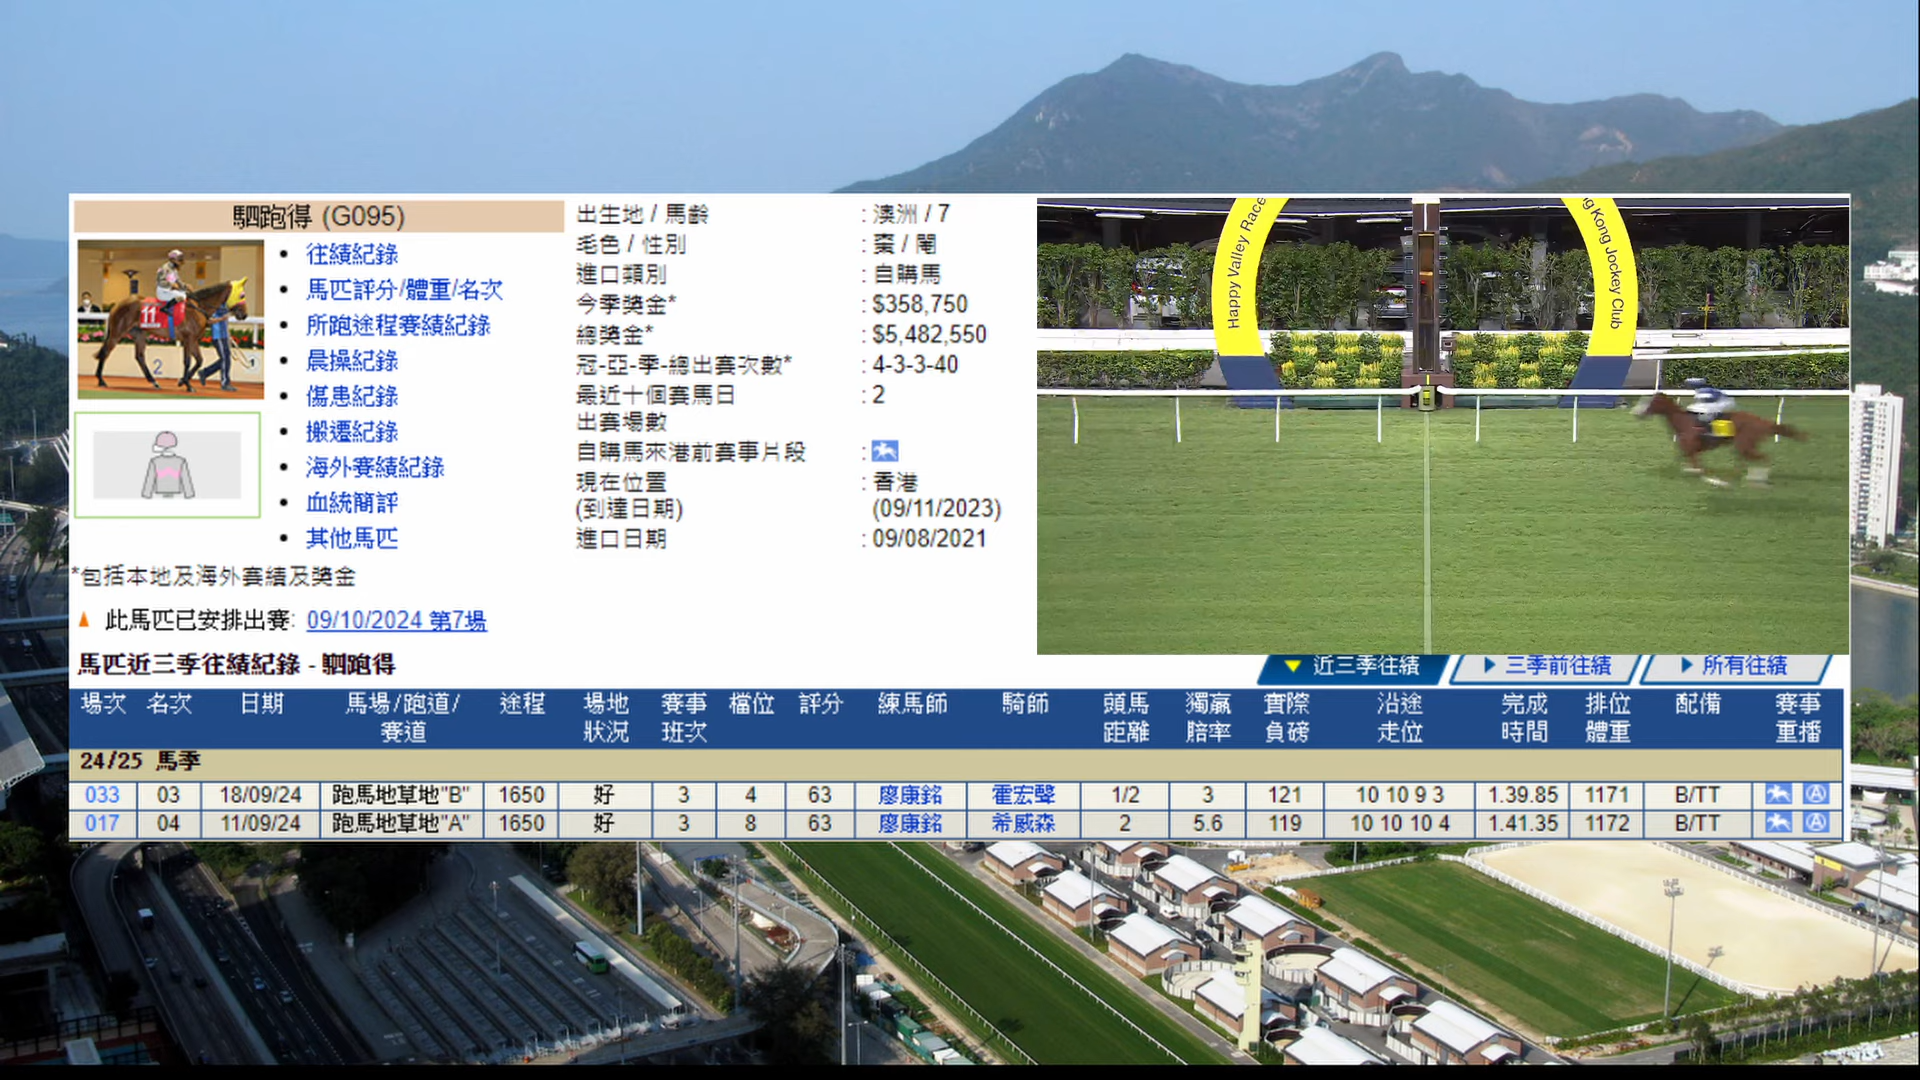 駟跑得 (G095)
往績紀錄
馬匹評分/體重/名次
所跑途程賽績紀錄
晨操紀錄
傷患紀錄
搬遷紀錄
海外賽績紀錄
血統簡評
其他馬匹
出生地 / 馬齡 : 澳洲 / 7
毛色 / 性別 : 棗 / 閹
進口類別 : 自購馬
今季獎金* : $358,750
總獎金* : $5,482,550
冠-亞-季-總出賽次數* : 4-3-3-40
最近十個賽馬日 : 2
出賽場數
自購馬來港前賽事片段 :
現在位置 : 香港
(到達日期) (09/11/2023)
進口日期 : 09/08/2021
11
2
1
Happy Valley Race
Kong Jockey Club
*包括本地及海外賽績及獎金
此馬匹已安排出賽: 09/10/2024 第7場
馬匹近三季往績紀錄 - 駟跑得
近三季往績 三季前往績 所有往績
場次 名次 日期 馬場/跑道/賽道 途程 場地狀況 賽事班次 檔位 評分 練馬師 騎師 頭馬距離 獨贏賠率 實際負磅 沿途走位 完成時間 排位體重 配備 賽事重播
24/25 馬季
033 03 18/09/24 跑馬地草地"B" 1650 好 3 4 63 廖康銘 霍宏聲 1/2 3 121 10 10 9 3 1.39.85 1171 B/TT
017 04 11/09/24 跑馬地草地"A" 1650 好 3 8 63 廖康銘 希威森 2 5.6 119 10 10 10 4 1.41.35 1172 B/TT